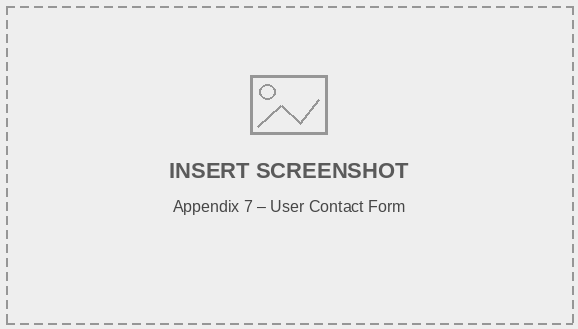 INSERT SCREENSHOT
Appendix 7 – User Contact Form